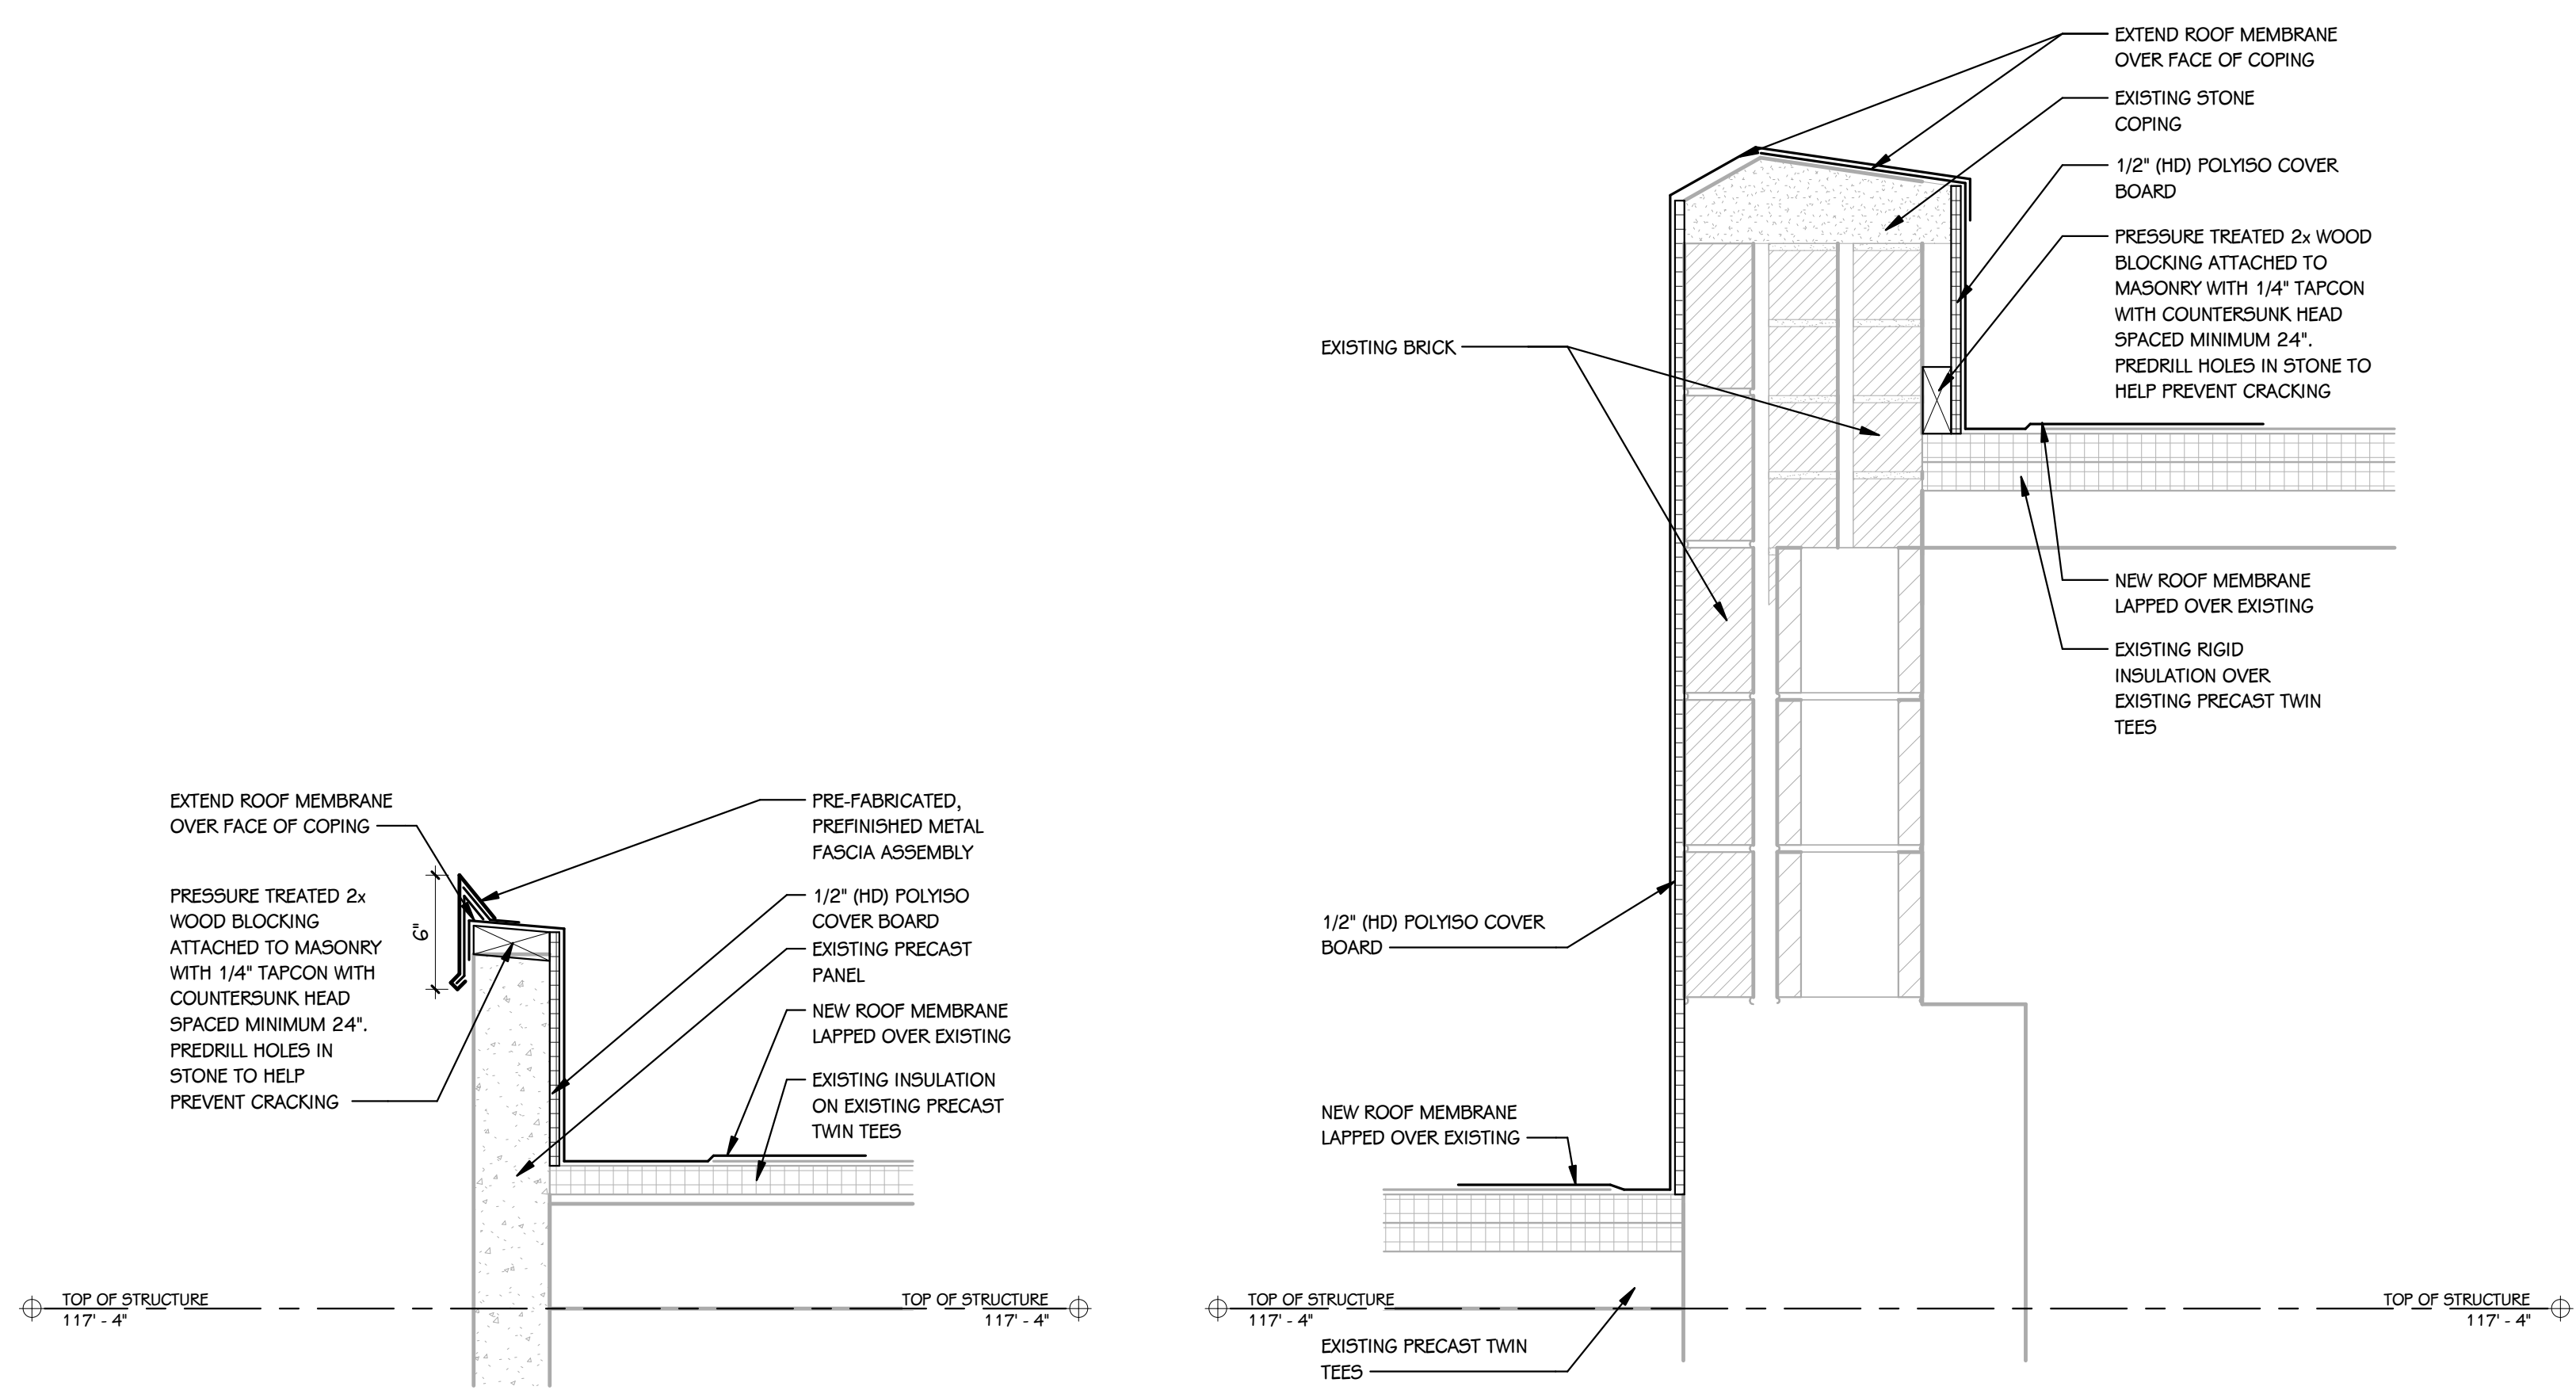 EXTEND ROOF MEMBRANE
OVER FACE OF COPING
PRESSURE TREATED 2x
WOOD BLOCKING
ATTACHED TO MASONRY
WITH 1/4" TAPCON WITH
COUNTERSUNK HEAD
SPACED MINIMUM 24".
PREDRILL HOLES IN
STONE TO HELP
PREVENT CRACKING
6"
PRE-FABRICATED,
PREFINISHED METAL
FASCIA ASSEMBLY
1/2" (HD) POLYISO
COVER BOARD
EXISTING PRECAST
PANEL
NEW ROOF MEMBRANE
LAPPED OVER EXISTING
EXISTING INSULATION
ON EXISTING PRECAST
TWIN TEES
TOP OF STRUCTURE
117' - 4"
TOP OF STRUCTURE
117' - 4"
EXISTING BRICK
1/2" (HD) POLYISO COVER
BOARD
NEW ROOF MEMBRANE
LAPPED OVER EXISTING
TOP OF STRUCTURE
117' - 4"
EXISTING PRECAST TWIN
TEES
EXTEND ROOF MEMBRANE
OVER FACE OF COPING
EXISTING STONE
COPING
1/2" (HD) POLYISO COVER
BOARD
PRESSURE TREATED 2x WOOD
BLOCKING ATTACHED TO
MASONRY WITH 1/4" TAPCON
WITH COUNTERSUNK HEAD
SPACED MINIMUM 24".
PREDRILL HOLES IN STONE TO
HELP PREVENT CRACKING
NEW ROOF MEMBRANE
LAPPED OVER EXISTING
EXISTING RIGID
INSULATION OVER
EXISTING PRECAST TWIN
TEES
TOP OF STRUCTURE
117' - 4"